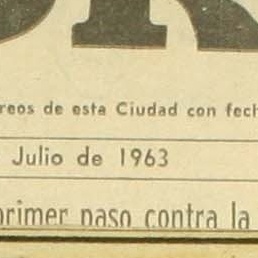 reos de esta Ciudad con fech
Julio de 1963
primer paso contra la